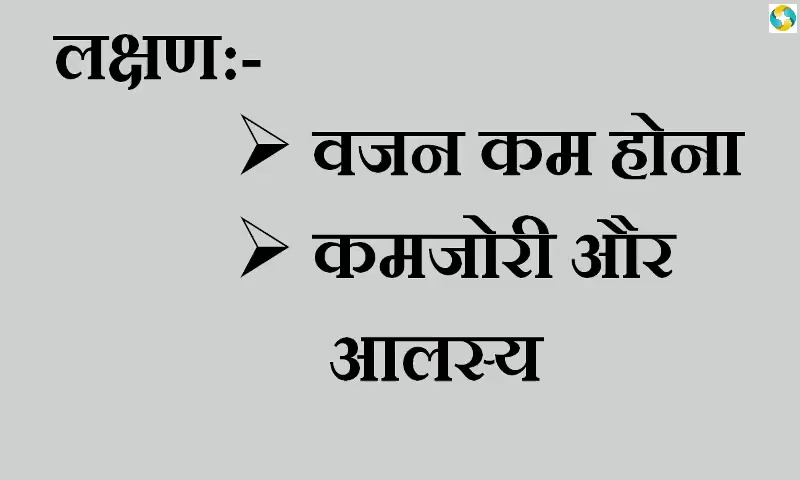 लक्षण:-
➢ वजन कम होना
➢ कमजोरी और
आलस्य